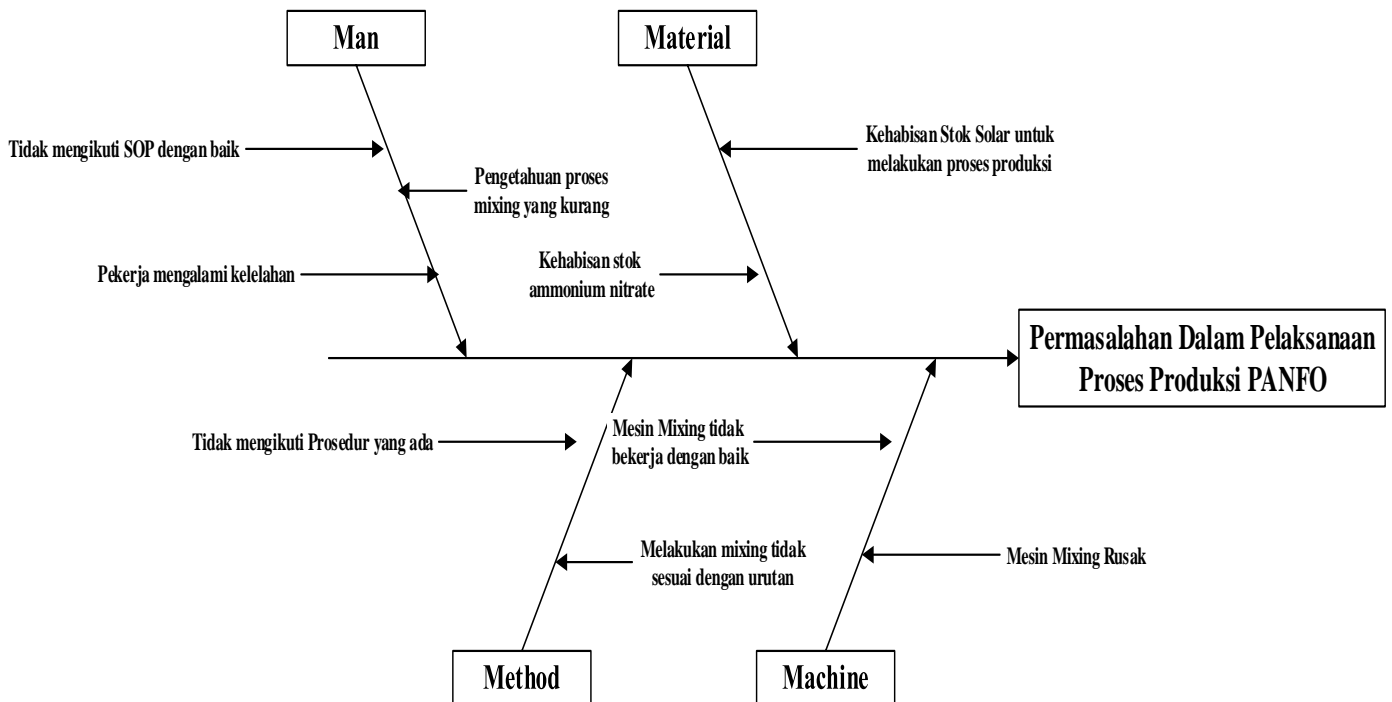 Man
Material
Tidak mengikuti SOP dengan baik
Pengetahuan proses
mixing yang kurang
Pekerja mengalami kelelahan
Kehabisan Stok Solar untuk
melakukan proses produksi
Kehabisan stok
ammonium nitrate
Permasalahan Dalam Pelaksanaan
Proses Produksi PANFO
Tidak mengikuti Prosedur yang ada
Mesin Mixing tidak
bekerja dengan baik
Melakukan mixing tidak
sesuai dengan urutan
Mesin Mixing Rusak
Method
Machine